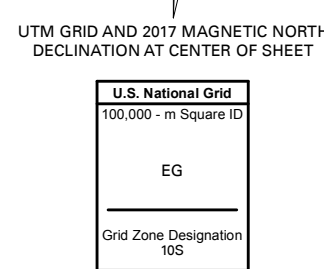 UTM GRID AND 2017 MAGNETIC NORTH
DECLINATION AT CENTER OF SHEET
U.S. National Grid
100,000 - m Square ID
EG
Grid Zone Designation
10S